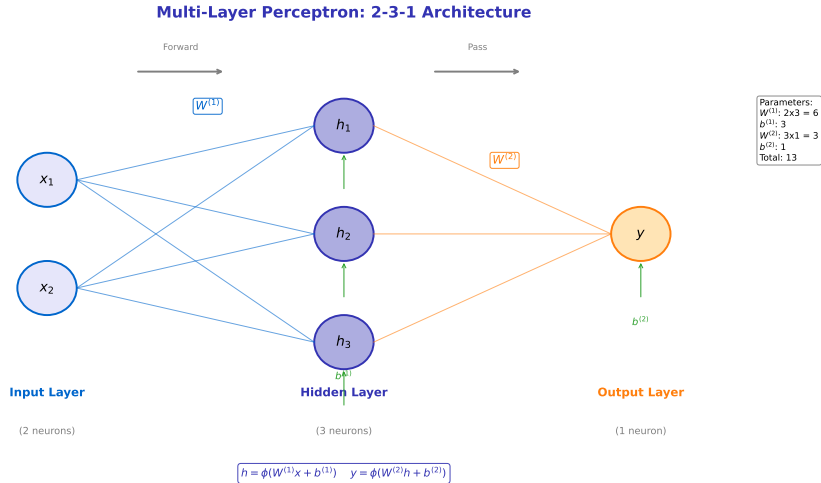 Multi-Layer Perceptron: 2-3-1 Architecture
Forward
Pass
W⁽¹⁾
h₁
Parameters:
W⁽¹⁾: 2x3 = 6
b⁽¹⁾: 3
W⁽²⁾: 3x1 = 3
b⁽²⁾: 1
Total: 13
W⁽²⁾
x₁
h₂
y
x₂
b⁽²⁾
h₃
b⁽¹⁾
Input Layer
Hidden Layer
Output Layer
(2 neurons)
(3 neurons)
(1 neuron)
h = ϕ(W⁽¹⁾x + b⁽¹⁾) y = ϕ(W⁽²⁾h + b⁽²⁾)